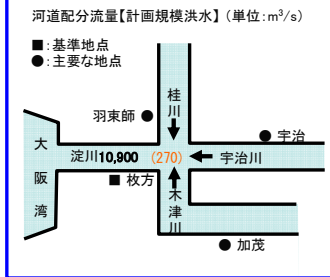 河道配分流量【計画規模洪水】（単位：m³/s）
■：基準地点
●：主要な地点
桂川
羽束師 ●
● 宇治
大阪湾
淀川10,900 (270)
宇治川
■ 枚方
木津川
● 加茂